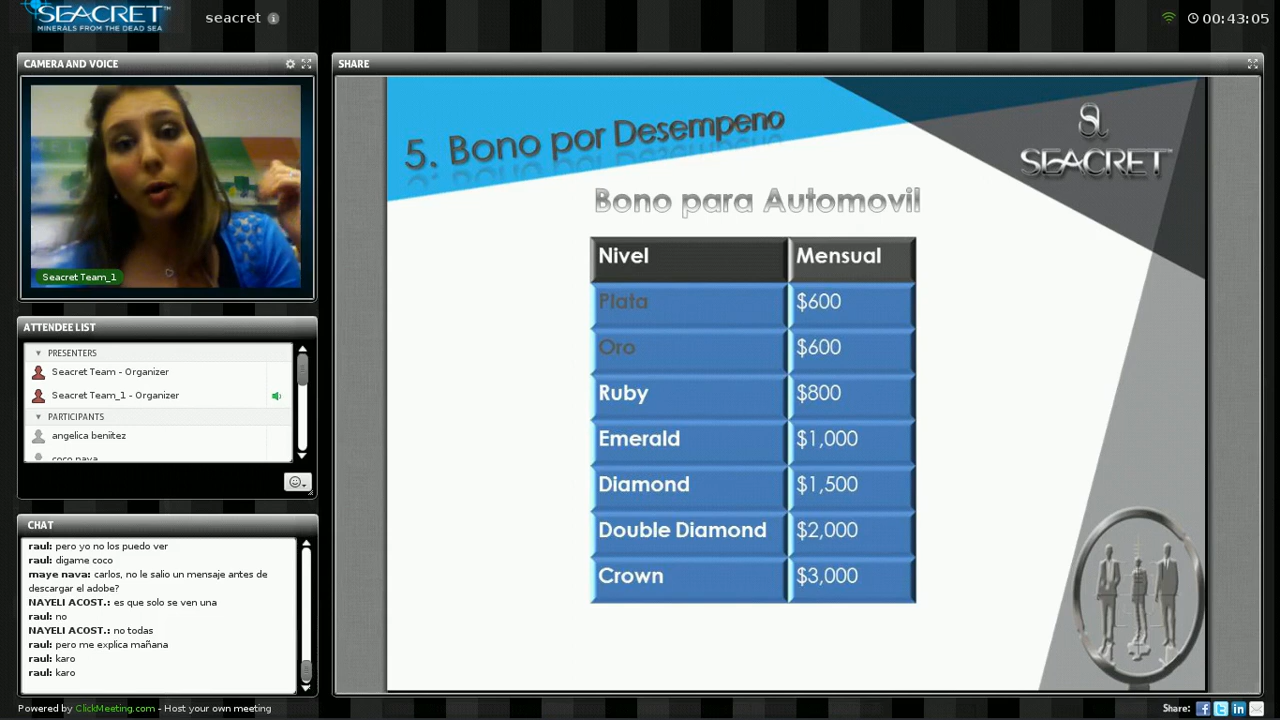 SEACRET™
MINERALS FROM THE DEAD SEA
seacret
00:43:05
CAMERA AND VOICE
Seacret Team_1
ATTENDEE LIST
PRESENTERS
Seacret Team - Organizer
Seacret Team_1 - Organizer
PARTICIPANTS
angelica beniitez
coco nava
CHAT
raul: pero yo no los puedo ver
raul: digame coco
maye nava: carlos, no le salio un mensaje antes de
descargar el adobe?
NAYELI ACOST.: es que solo se ven una
raul: no
NAYELI ACOST.: no todas
raul: pero me explica mañana
raul: karo
raul: karo
SHARE
5. Bono por Desempeno
SEACRET
Bono para Automovil
Nivel Mensual
Plata $600
Oro $600
Ruby $800
Emerald $1,000
Diamond $1,500
Double Diamond $2,000
Crown $3,000
Powered by ClickMeeting.com - Host your own meeting
Share: